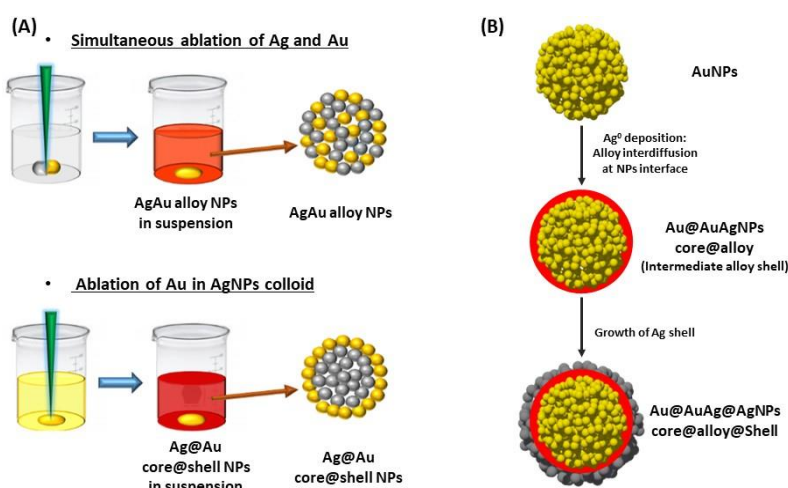 (A)
• Simultaneous ablation of Ag and Au
AgAu alloy NPs
in suspension
AgAu alloy NPs
• Ablation of Au in AgNPs colloid
Ag@Au
core@shell NPs
in suspension
Ag@Au
core@shell NPs
(B)
AuNPs
Ag⁰ deposition:
Alloy interdiffusion
at NPs interface
Au@AuAgNPs
core@alloy
(Intermediate alloy shell)
Growth of Ag shell
Au@AuAg@AgNPs
core@alloy@Shell